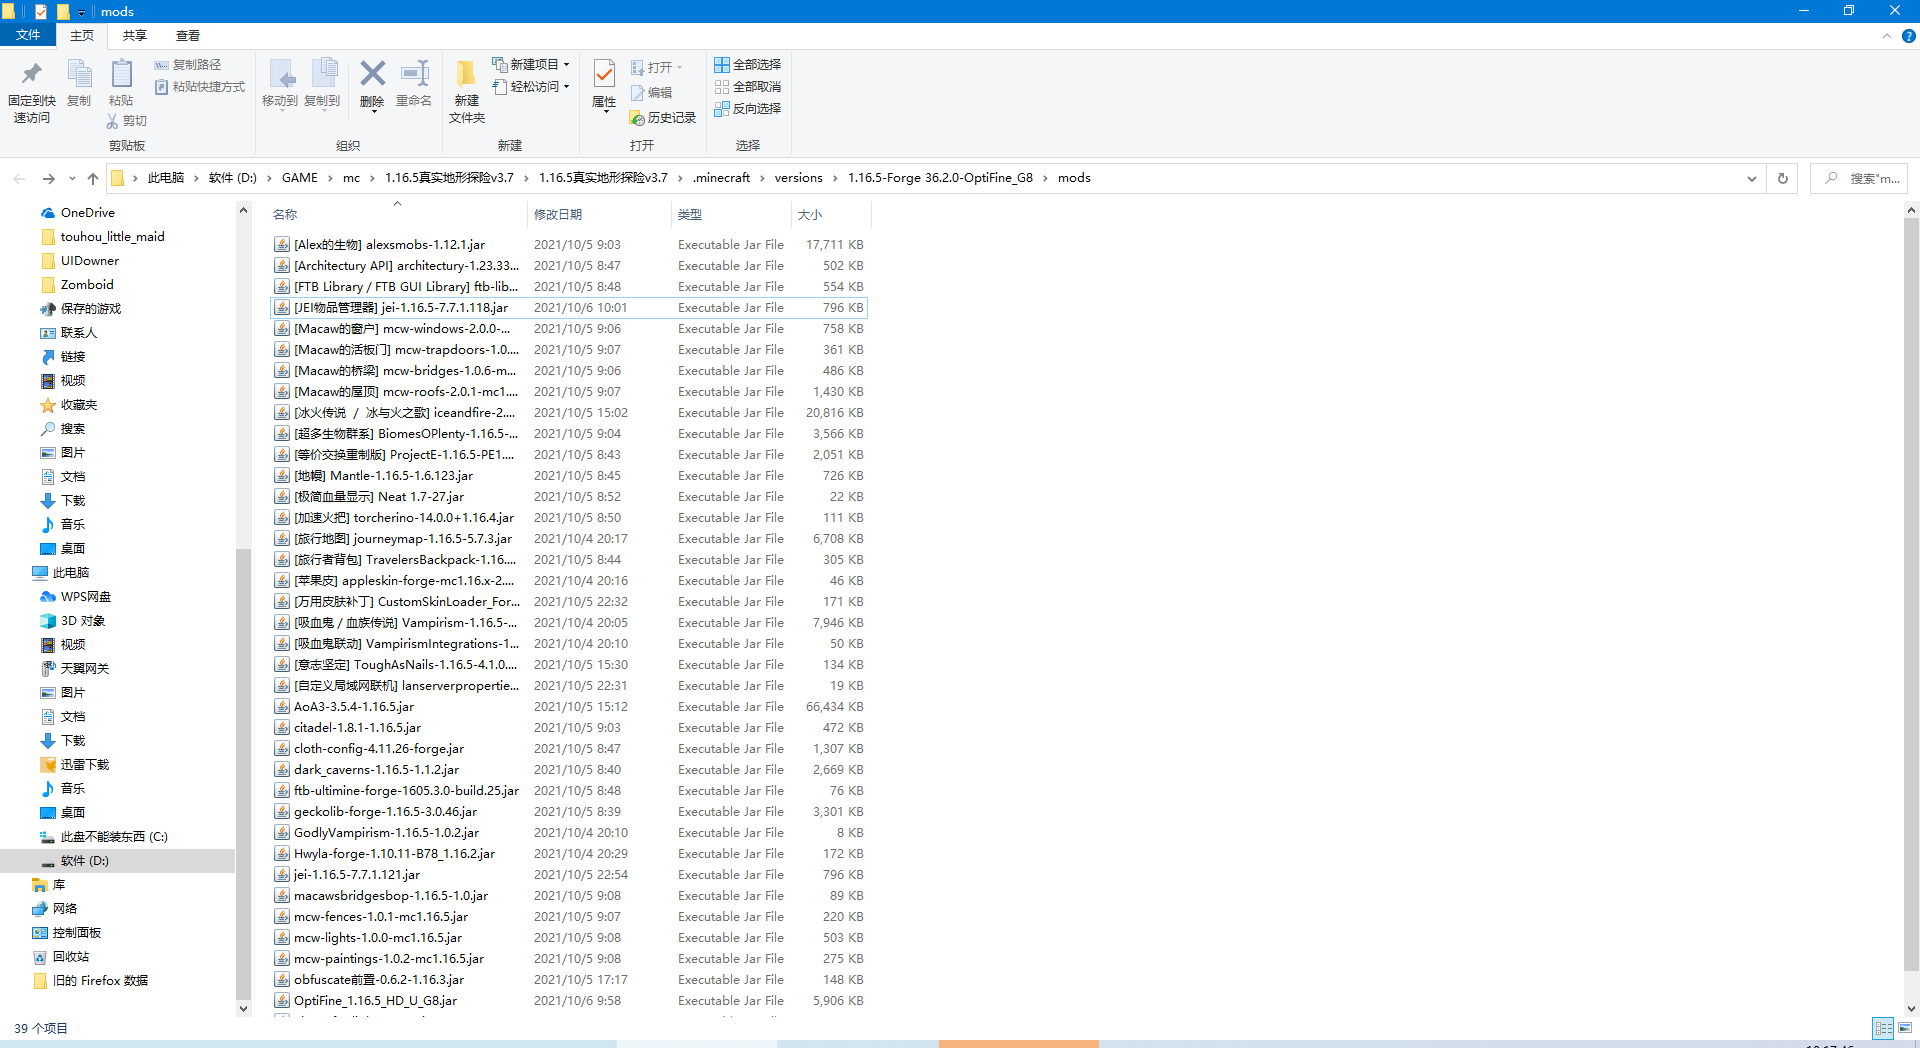 mods
文件 主页 共享 查看
固定到快速访问
复制
粘贴
复制路径
粘贴快捷方式
剪切
剪贴板
移动到
复制到
删除
重命名
组织
新建文件夹
新建项目
轻松访问
新建
属性
打开
编辑
历史记录
打开
全部选择
全部取消
反向选择
选择
此电脑 › 软件 (D:) › GAME › mc › 1.16.5真实地形探险v3.7 › 1.16.5真实地形探险v3.7 › .minecraft › versions › 1.16.5-Forge 36.2.0-OptiFine_G8 › mods
搜索"m...
OneDrive
touhou_little_maid
UIDowner
Zomboid
保存的游戏
联系人
链接
视频
收藏夹
搜索
图片
文档
下载
音乐
桌面
此电脑
WPS网盘
3D 对象
视频
天翼网关
图片
文档
下载
迅雷下载
音乐
桌面
此盘不能装东西 (C:)
软件 (D:)
库
网络
控制面板
回收站
旧的 Firefox 数据
名称 修改日期 类型 大小
[Alex的生物] alexsmobs-1.12.1.jar 2021/10/5 9:03 Executable Jar File 17,711 KB
[Architectury API] architectury-1.23.33... 2021/10/5 8:47 Executable Jar File 502 KB
[FTB Library / FTB GUI Library] ftb-lib... 2021/10/5 8:48 Executable Jar File 554 KB
[JEI物品管理器] jei-1.16.5-7.7.1.118.jar 2021/10/6 10:01 Executable Jar File 796 KB
[Macaw的窗户] mcw-windows-2.0.0-... 2021/10/5 9:06 Executable Jar File 758 KB
[Macaw的活板门] mcw-trapdoors-1.0.... 2021/10/5 9:07 Executable Jar File 361 KB
[Macaw的桥梁] mcw-bridges-1.0.6-m... 2021/10/5 9:06 Executable Jar File 486 KB
[Macaw的屋顶] mcw-roofs-2.0.1-mc1.... 2021/10/5 9:07 Executable Jar File 1,430 KB
[冰火传说 / 冰与火之歌] iceandfire-2.... 2021/10/5 15:02 Executable Jar File 20,816 KB
[超多生物群系] BiomesOPlenty-1.16.5-... 2021/10/5 9:04 Executable Jar File 3,566 KB
[等价交换重制版] ProjectE-1.16.5-PE1.... 2021/10/5 8:43 Executable Jar File 2,051 KB
[地幔] Mantle-1.16.5-1.6.123.jar 2021/10/5 8:45 Executable Jar File 726 KB
[极简血量显示] Neat 1.7-27.jar 2021/10/5 8:52 Executable Jar File 22 KB
[加速火把] torcherino-14.0.0+1.16.4.jar 2021/10/5 8:50 Executable Jar File 111 KB
[旅行地图] journeymap-1.16.5-5.7.3.jar 2021/10/4 20:17 Executable Jar File 6,708 KB
[旅行者背包] TravelersBackpack-1.16.... 2021/10/5 8:44 Executable Jar File 305 KB
[苹果皮] appleskin-forge-mc1.16.x-2.... 2021/10/4 20:16 Executable Jar File 46 KB
[万用皮肤补丁] CustomSkinLoader_For... 2021/10/5 22:32 Executable Jar File 171 KB
[吸血鬼 / 血族传说] Vampirism-1.16.5-... 2021/10/4 20:05 Executable Jar File 7,946 KB
[吸血鬼联动] VampirismIntegrations-1... 2021/10/4 20:10 Executable Jar File 50 KB
[意志坚定] ToughAsNails-1.16.5-4.1.0.... 2021/10/5 15:30 Executable Jar File 134 KB
[自定义局域网联机] lanserverpropertie... 2021/10/5 22:31 Executable Jar File 19 KB
AoA3-3.5.4-1.16.5.jar 2021/10/5 15:12 Executable Jar File 66,434 KB
citadel-1.8.1-1.16.5.jar 2021/10/5 9:03 Executable Jar File 472 KB
cloth-config-4.11.26-forge.jar 2021/10/5 8:47 Executable Jar File 1,307 KB
dark_caverns-1.16.5-1.1.2.jar 2021/10/5 8:40 Executable Jar File 2,669 KB
ftb-ultimine-forge-1605.3.0-build.25.jar 2021/10/5 8:48 Executable Jar File 76 KB
geckolib-forge-1.16.5-3.0.46.jar 2021/10/5 8:39 Executable Jar File 3,301 KB
GodlyVampirism-1.16.5-1.0.2.jar 2021/10/4 20:10 Executable Jar File 8 KB
Hwyla-forge-1.10.11-B78_1.16.2.jar 2021/10/4 20:29 Executable Jar File 172 KB
jei-1.16.5-7.7.1.121.jar 2021/10/5 22:54 Executable Jar File 796 KB
macawsbridgesbop-1.16.5-1.0.jar 2021/10/5 9:08 Executable Jar File 89 KB
mcw-fences-1.0.1-mc1.16.5.jar 2021/10/5 9:07 Executable Jar File 220 KB
mcw-lights-1.0.0-mc1.16.5.jar 2021/10/5 9:08 Executable Jar File 503 KB
mcw-paintings-1.0.2-mc1.16.5.jar 2021/10/5 9:08 Executable Jar File 275 KB
obfuscate前置-0.6.2-1.16.3.jar 2021/10/5 17:17 Executable Jar File 148 KB
OptiFine_1.16.5_HD_U_G8.jar 2021/10/6 9:58 Executable Jar File 5,906 KB
39 个项目